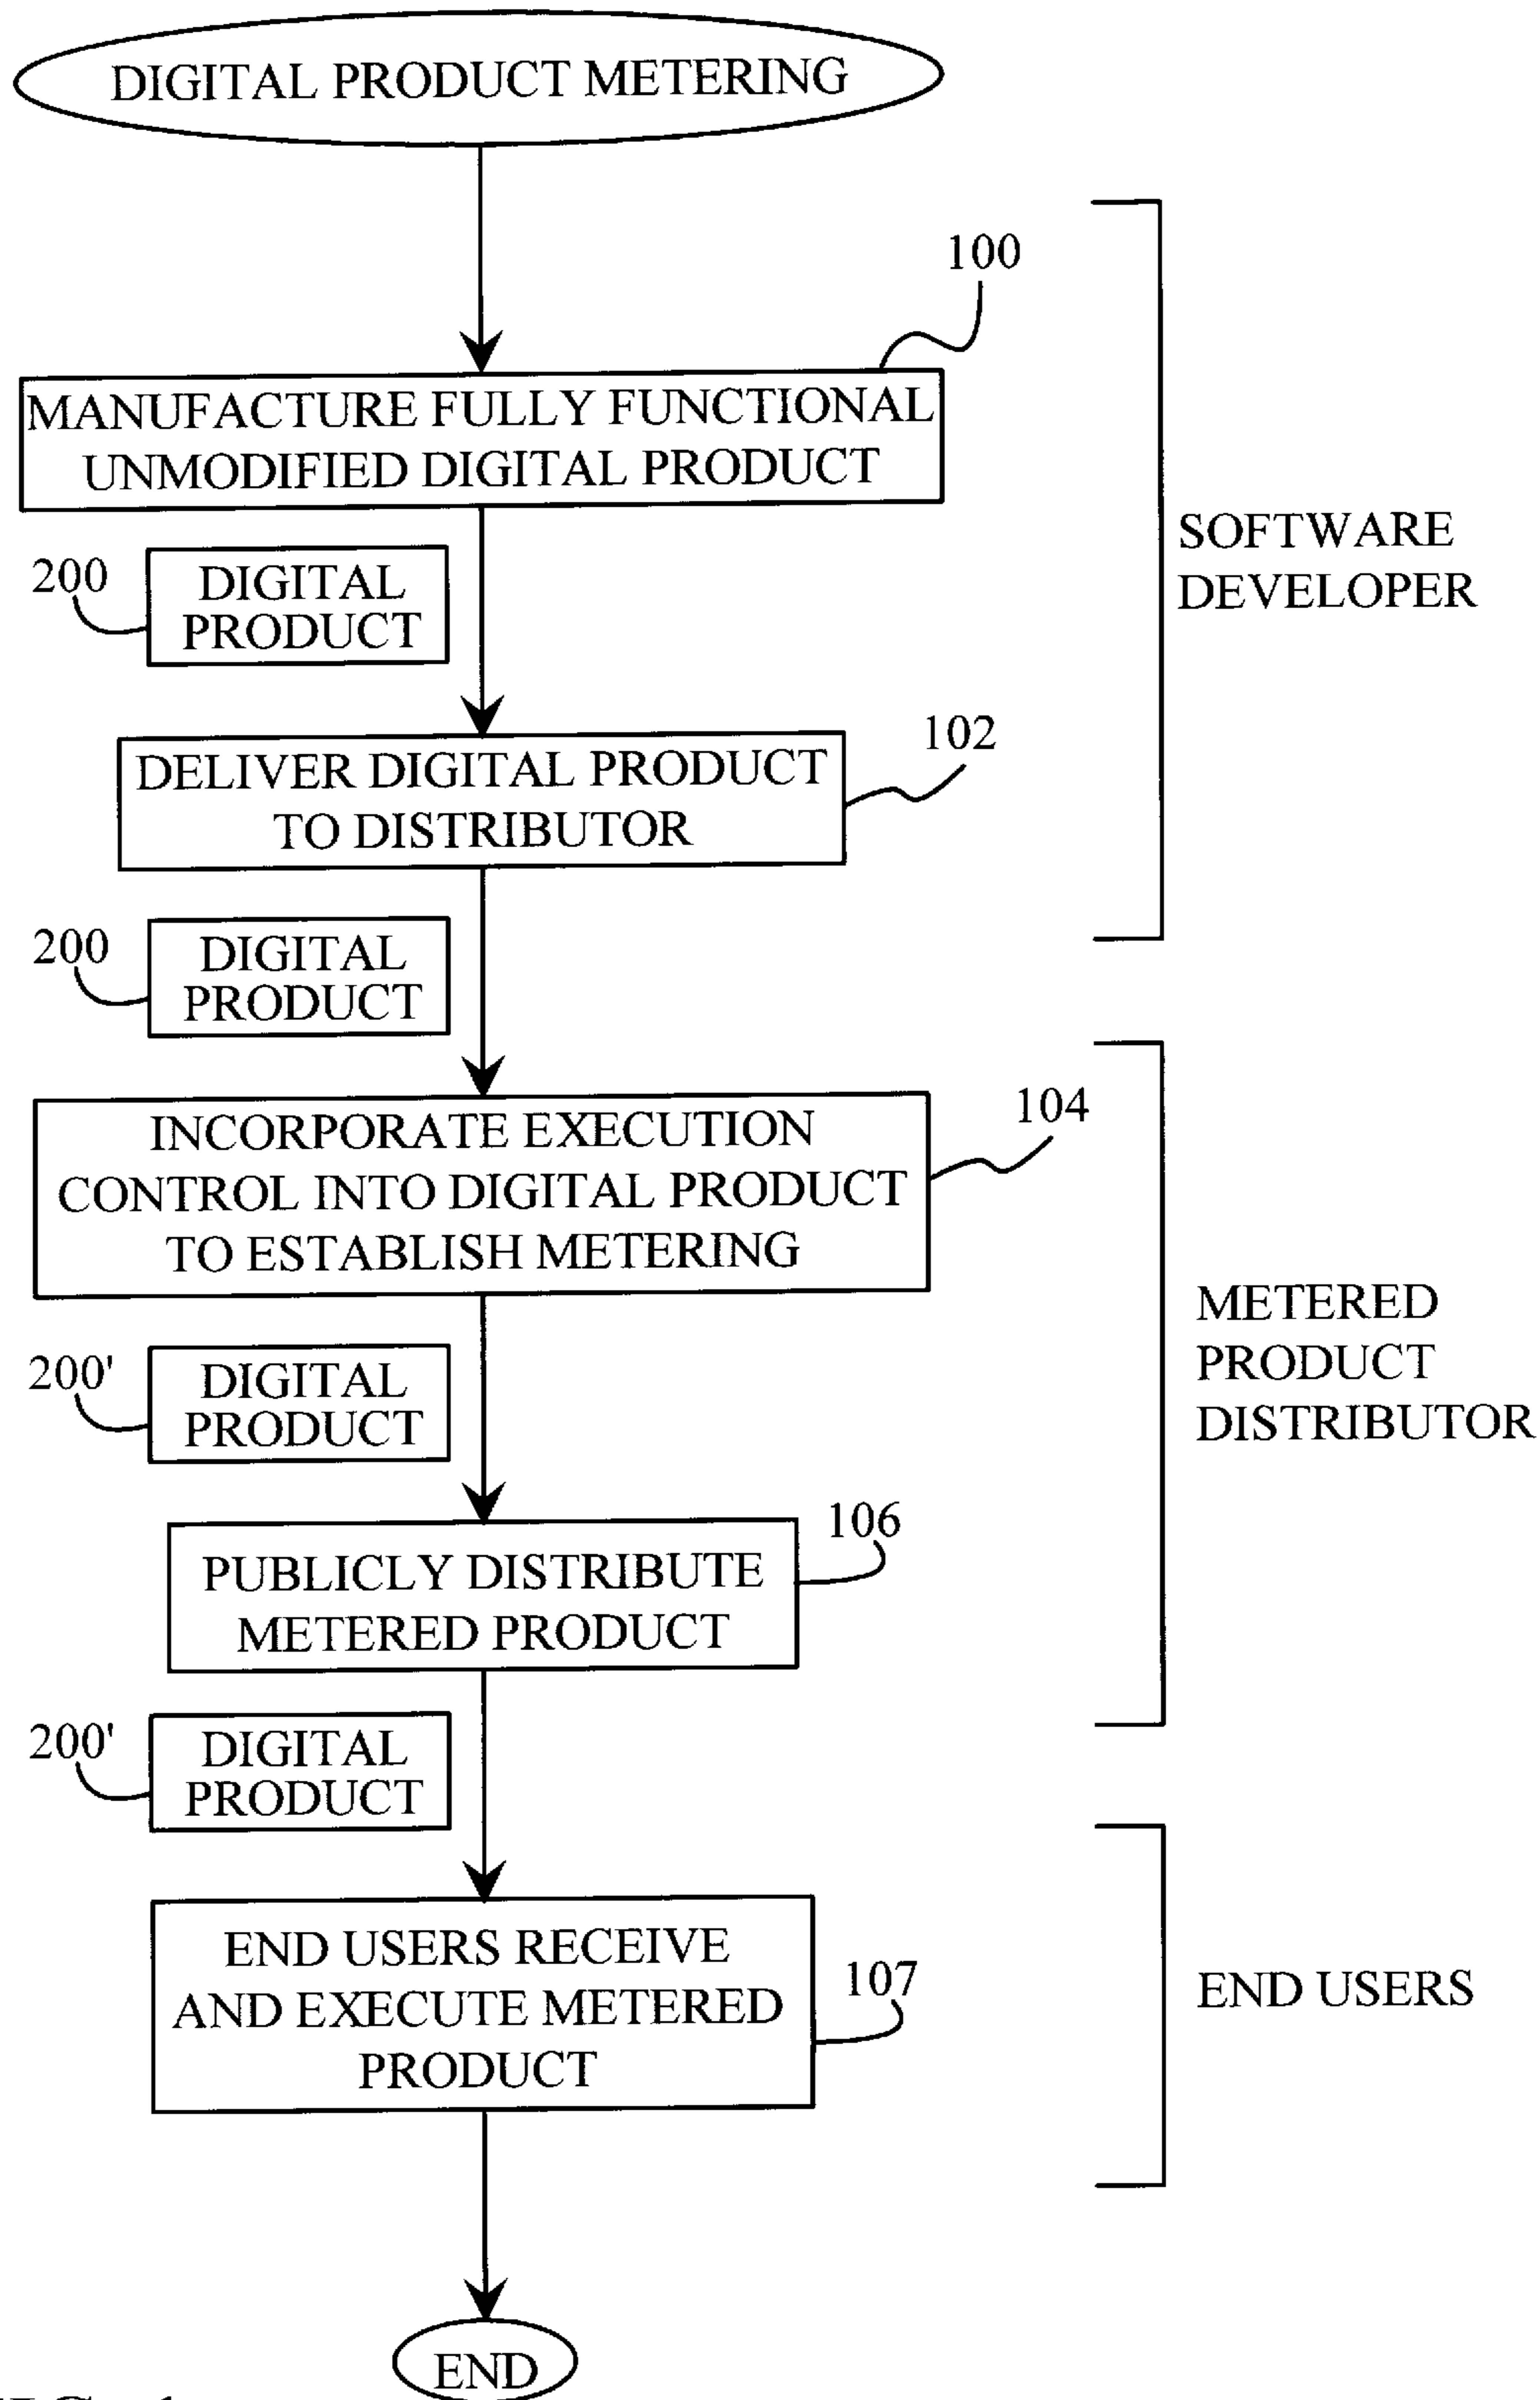 DIGITAL PRODUCT METERING
100
MANUFACTURE FULLY FUNCTIONAL
UNMODIFIED DIGITAL PRODUCT
SOFTWARE
DEVELOPER
200
DIGITAL
PRODUCT
102
DELIVER DIGITAL PRODUCT
TO DISTRIBUTOR
200
DIGITAL
PRODUCT
104
INCORPORATE EXECUTION
CONTROL INTO DIGITAL PRODUCT
TO ESTABLISH METERING
METERED
PRODUCT
DISTRIBUTOR
200'
DIGITAL
PRODUCT
106
PUBLICLY DISTRIBUTE
METERED PRODUCT
200'
DIGITAL
PRODUCT
107
END USERS RECEIVE
AND EXECUTE METERED
PRODUCT
END USERS
END